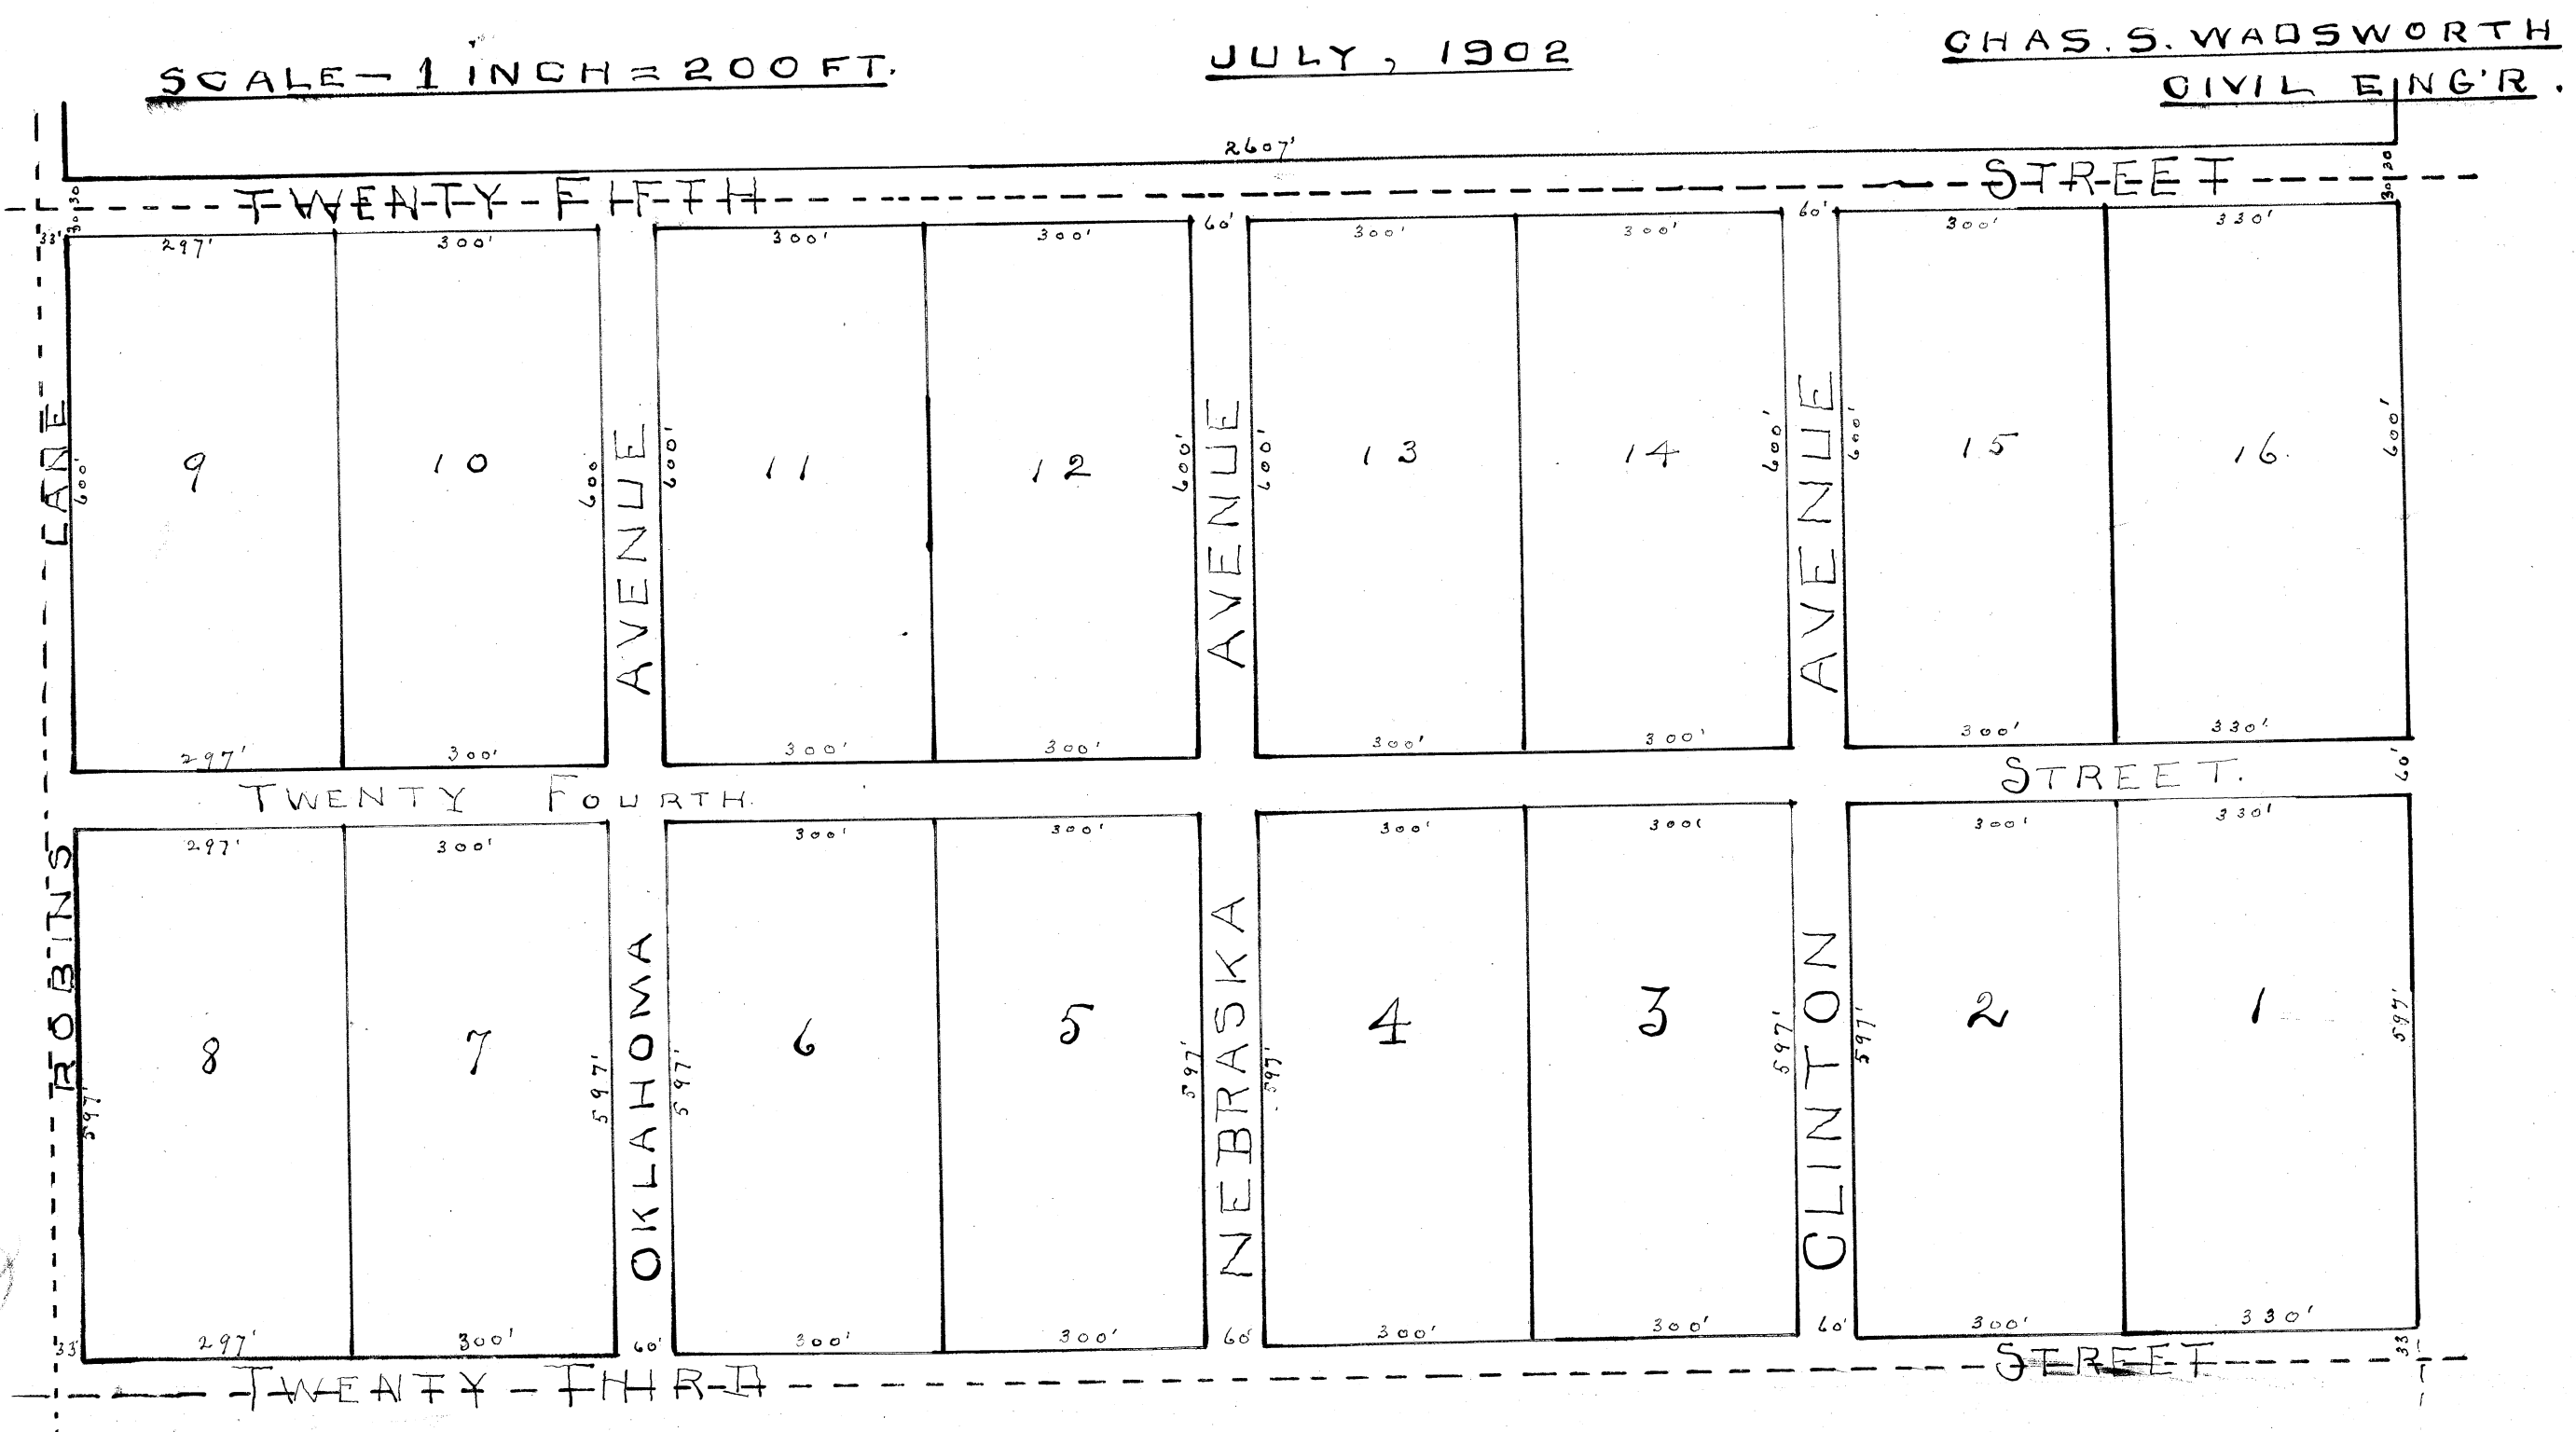 SCALE — 1 INCH = 200 FT.
JULY, 1902
CHAS. S. WADSWORTH
CIVIL ENG'R.
2607'
TWENTY FIFTH STREET
30 30
30 30
33' 297' 300' 300' 300' 60' 300' 300' 60' 300' 330'
LANE
600'
9
10
600
AVENUE
600'
11
12
600'
AVENUE
600'
13
14
600'
AVENUE
600'
15
16.
600'
297' 300' 300' 300' 300' 300' 300' 330'
TWENTY FOURTH STREET.
60'
297' 300' 300' 300' 300' 300' 300' 330'
ROBINS
597'
8
7
597'
OKLAHOMA
597'
6
5
597'
NEBRASKA
597'
4
3
597'
CLINTON
597'
2
1
597'
33 297' 300' 60' 300' 300' 60' 300' 300' 60' 300' 330' 33
TWENTY THIRD STREET